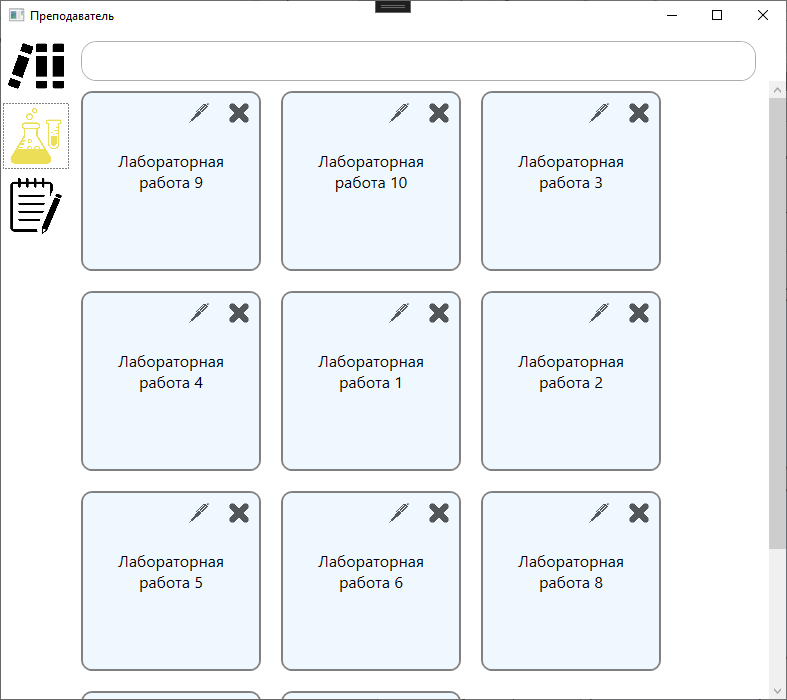 Преподаватель
Лабораторная
работа 9
Лабораторная
работа 10
Лабораторная
работа 3
Лабораторная
работа 4
Лабораторная
работа 1
Лабораторная
работа 2
Лабораторная
работа 5
Лабораторная
работа 6
Лабораторная
работа 8